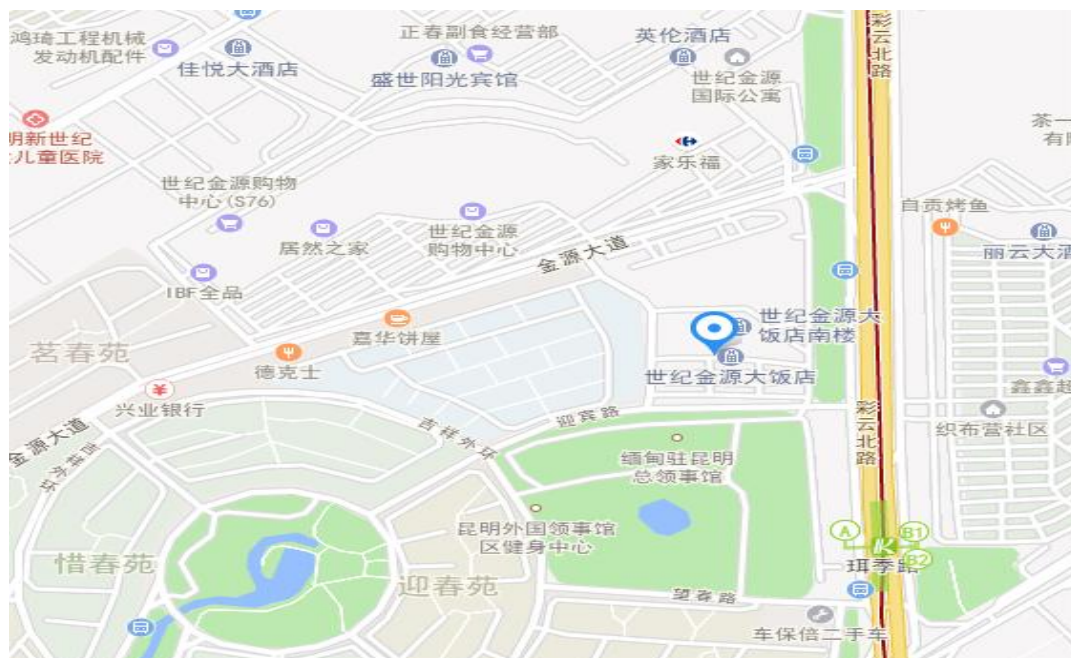 鸿琦工程机械
发动机配件
佳悦大酒店
正春副食经营部
盛世阳光宾馆
英伦酒店
世纪金源
国际公寓
彩云北路
明新世纪
儿童医院
家乐福
茶一
有
世纪金源购物
中心(S76)
居然之家
世纪金源
购物中心
金源大道
自贡烤鱼
丽云大酒
IBF全品
嘉华饼屋
世纪金源大
饭店南楼
茗春苑
德克士
世纪金源大饭店
鑫鑫超
兴业银行
金源大道
吉祥外环
吉祥外环
迎宾路
彩云北路
织布营社区
缅甸驻昆明
总领事馆
昆明外国领事馆
区健身中心
A
B1
B2
珥季路
惜春苑
迎春苑
望春路
车保倍二手车